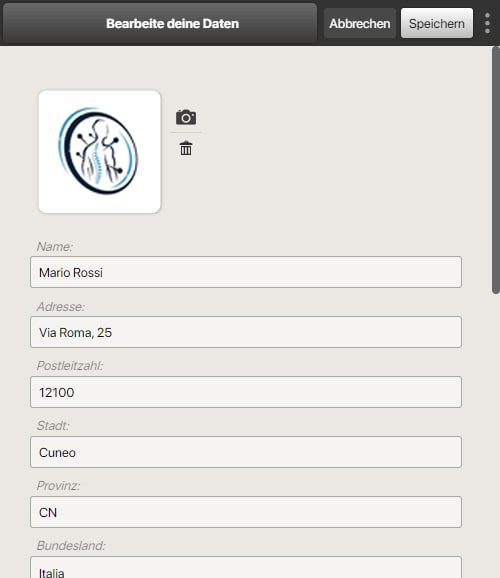 Bearbeite deine Daten
Abbrechen
Speichern
Name:
Mario Rossi
Adresse:
Via Roma, 25
Postleitzahl:
12100
Stadt:
Cuneo
Provinz:
CN
Bundesland:
Italia